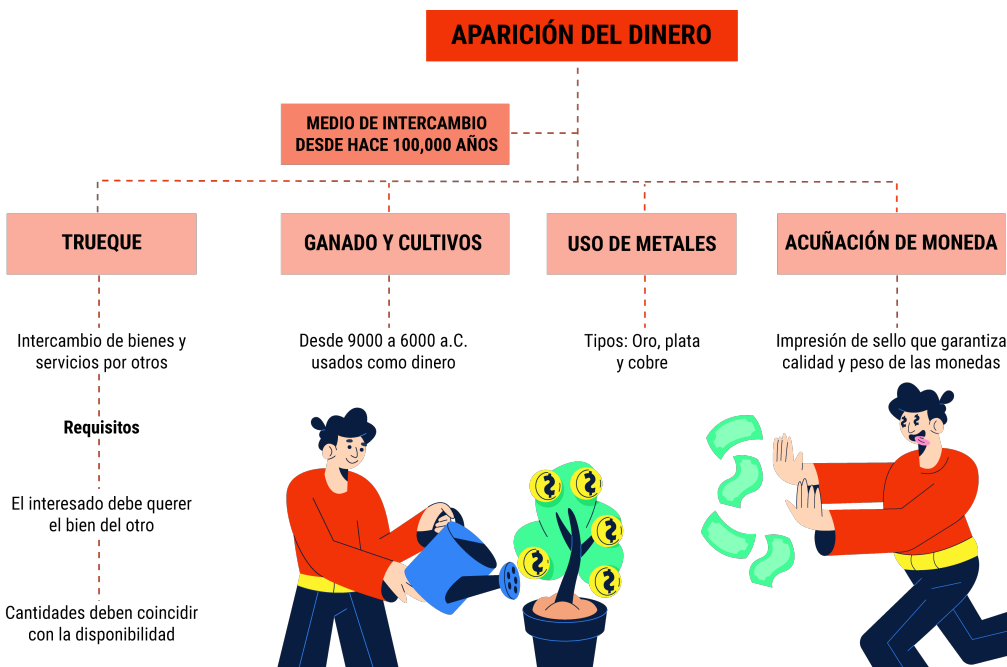 APARICIÓN DEL DINERO
MEDIO DE INTERCAMBIO
DESDE HACE 100,000 AÑOS
TRUEQUE
Intercambio de bienes y
servicios por otros
Requisitos
El interesado debe querer
el bien del otro
Cantidades deben coincidir
con la disponibilidad
GANADO Y CULTIVOS
Desde 9000 a 6000 a.C.
usados como dinero
USO DE METALES
Tipos: Oro, plata
y cobre
ACUÑACIÓN DE MONEDA
Impresión de sello que garantiza
calidad y peso de las monedas
$
$
$
$
$